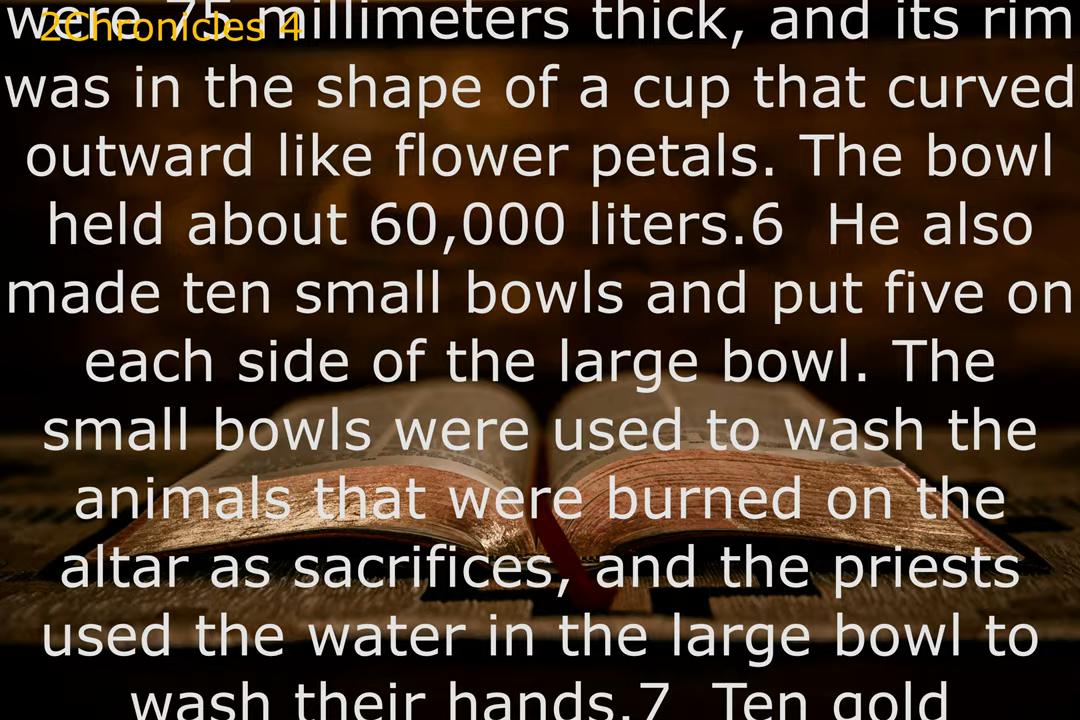 2Chronicles 4
were 75 millimeters thick, and its rim
was in the shape of a cup that curved
outward like flower petals. The bowl
held about 60,000 liters.6  He also
made ten small bowls and put five on
each side of the large bowl. The
small bowls were used to wash the
animals that were burned on the
altar as sacrifices, and the priests
used the water in the large bowl to
wash their hands.7  Ten gold